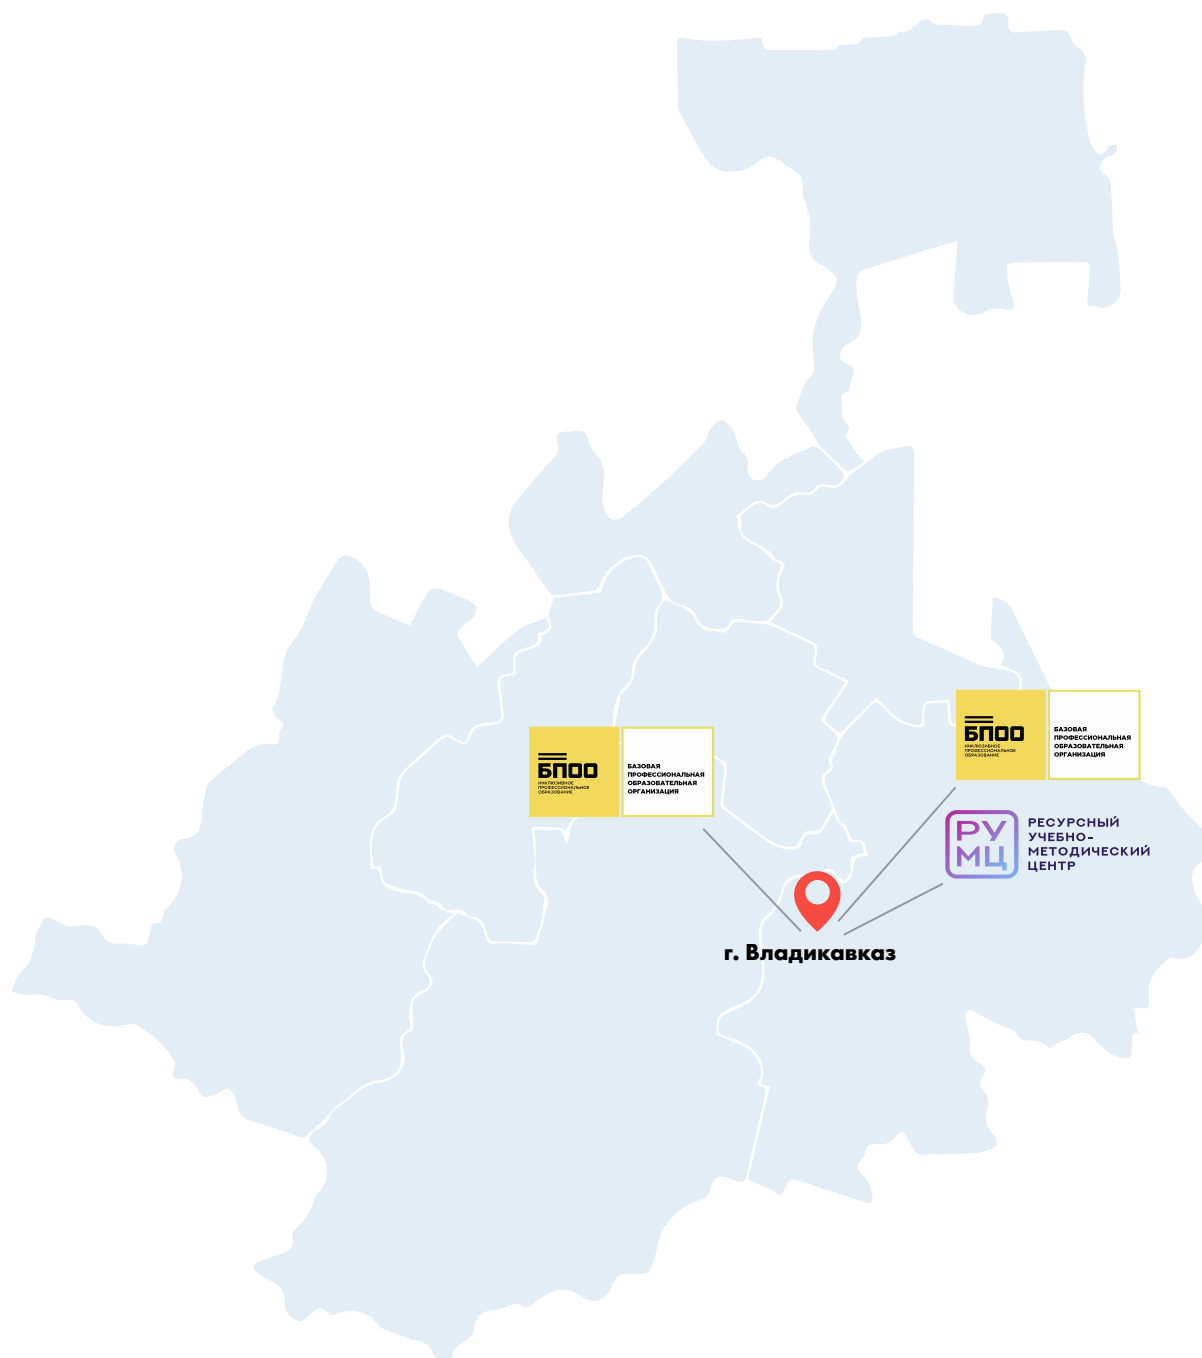 БПОО
ИНКЛЮЗИВНОЕ
ПРОФЕССИОНАЛЬНОЕ
ОБРАЗОВАНИЕ
БАЗОВАЯ
ПРОФЕССИОНАЛЬНАЯ
ОБРАЗОВАТЕЛЬНАЯ
ОРГАНИЗАЦИЯ
БПОО
ИНКЛЮЗИВНОЕ
ПРОФЕССИОНАЛЬНОЕ
ОБРАЗОВАНИЕ
БАЗОВАЯ
ПРОФЕССИОНАЛЬНАЯ
ОБРАЗОВАТЕЛЬНАЯ
ОРГАНИЗАЦИЯ
РУ
МЦ
РЕСУРСНЫЙ
УЧЕБНО-
МЕТОДИЧЕСКИЙ
ЦЕНТР
г. Владикавказ